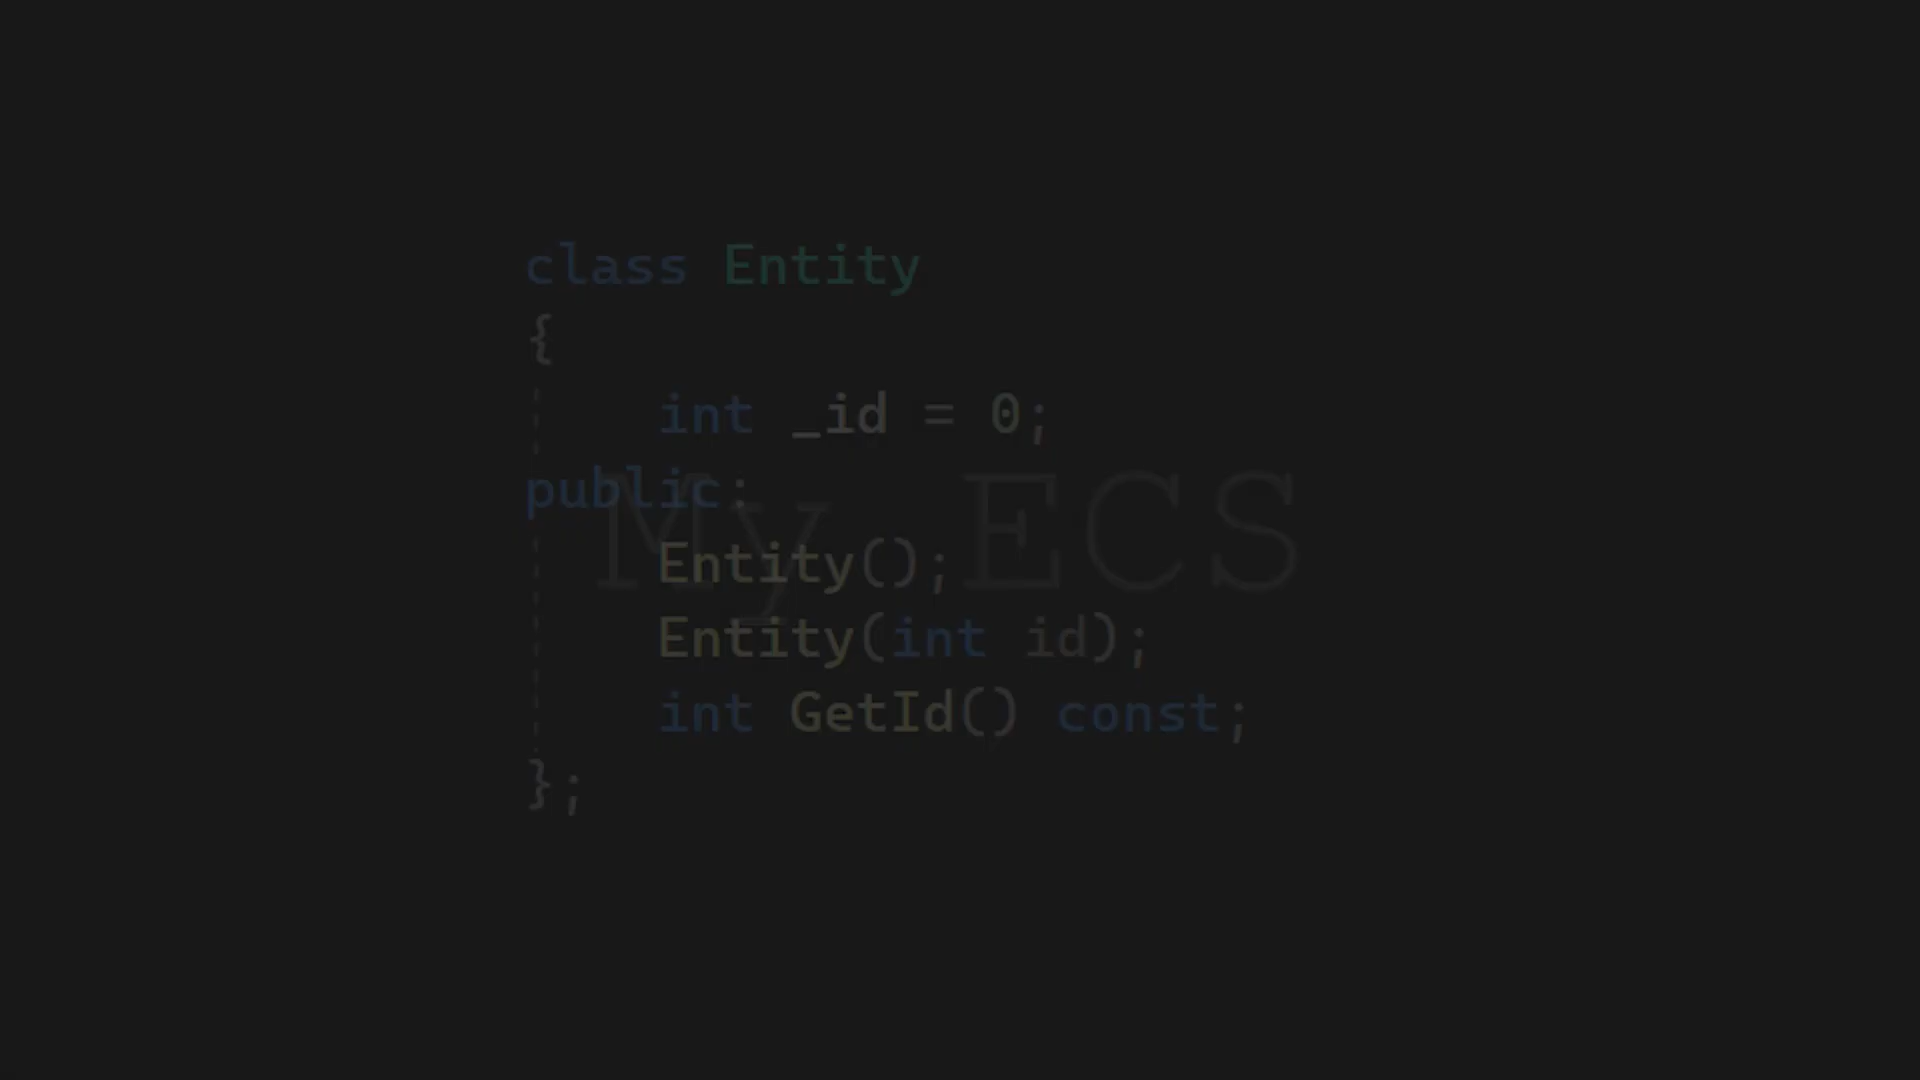 class Entity
{
    int _id = 0;
public:
My ECS
    Entity();
    Entity(int id);
    int GetId() const;
};